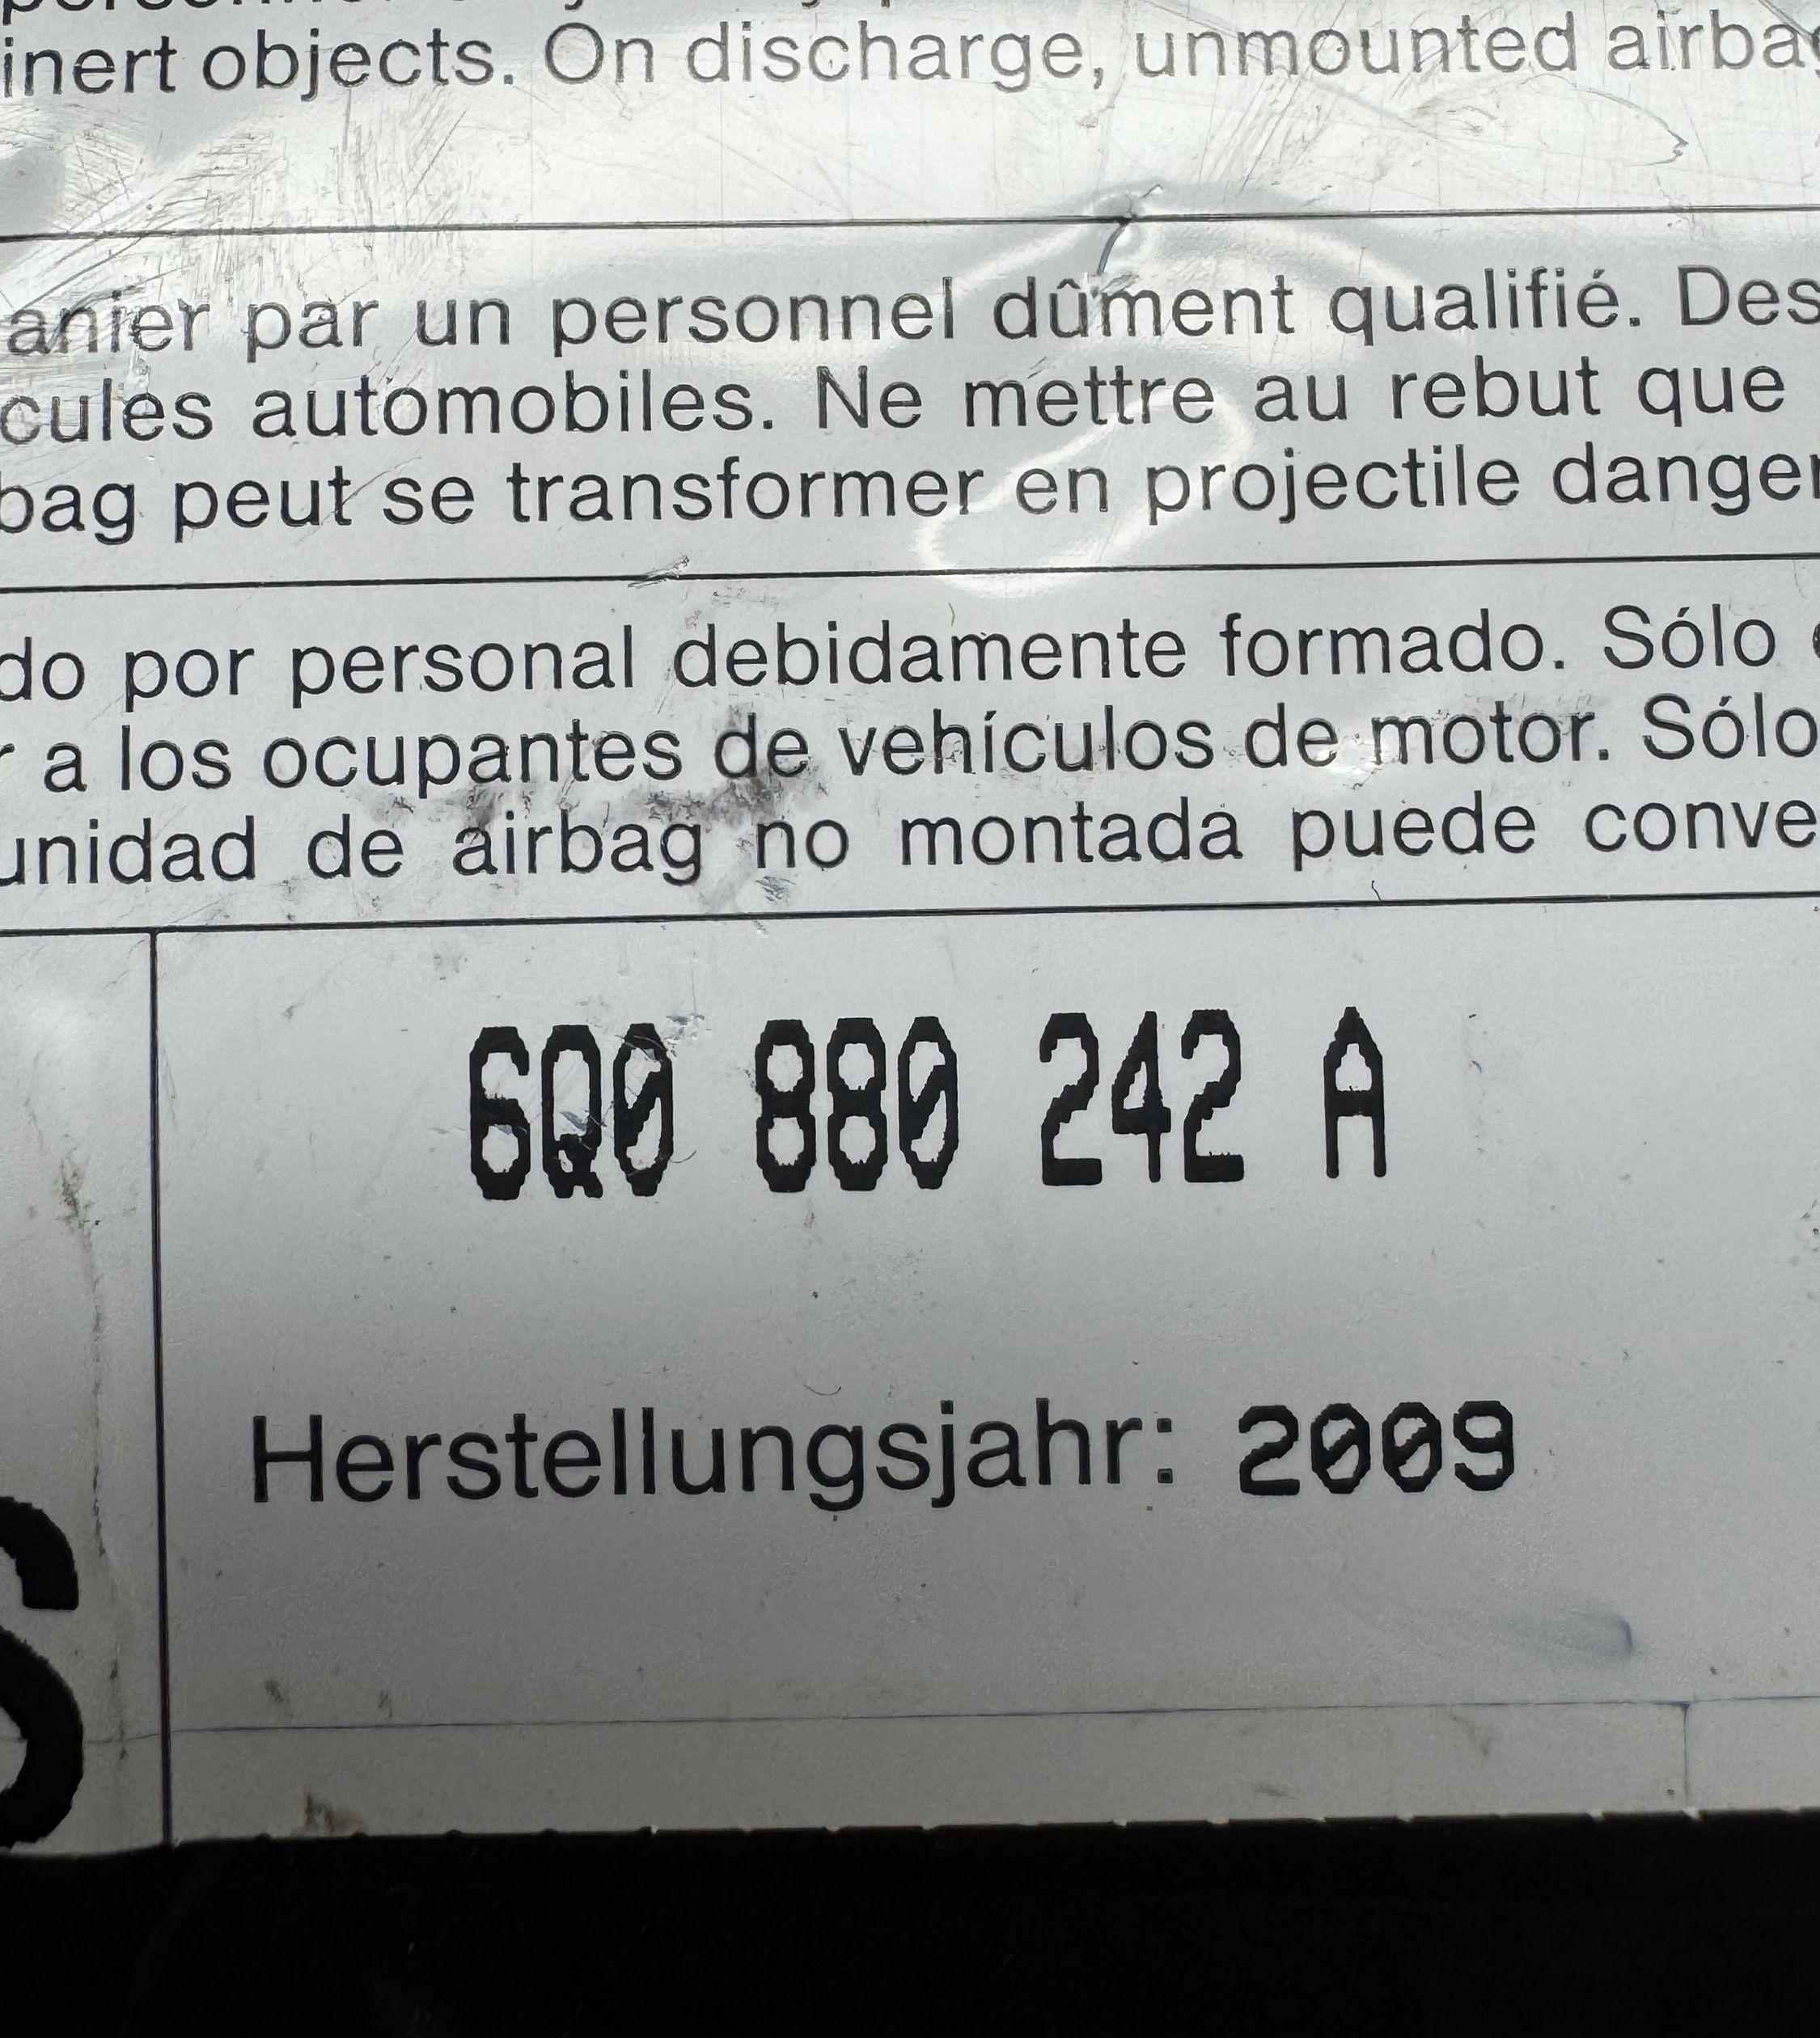 inert objects. On discharge, unmounted
anier par un personnel dûment qualifié. Des
cules automobiles. Ne mettre au rebut que
bag peut se transformer en projectile
do por personal debidamente formado. Sólo
r a los ocupantes de vehículos de motor. Sólo
unidad de airbag no montada puede conve
6Q0 880 242 A
Herstellungsjahr: 2009
S